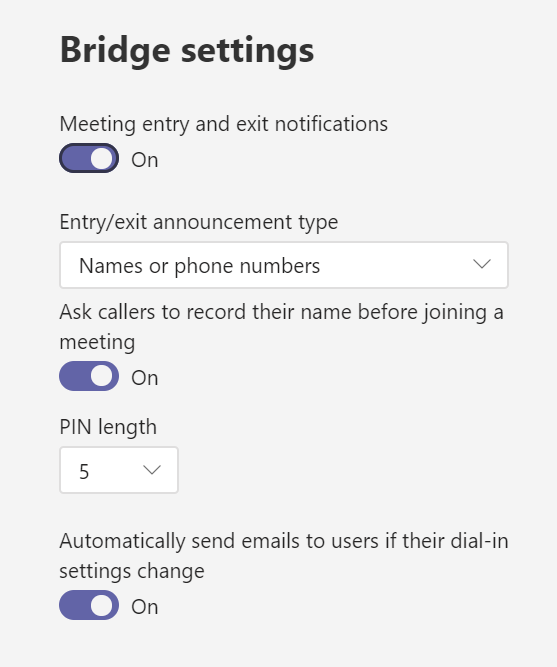 Bridge settings
Meeting entry and exit notifications
On
Entry/exit announcement type
Names or phone numbers
Ask callers to record their name before joining a
meeting
On
PIN length
5
Automatically send emails to users if their dial-in
settings change
On